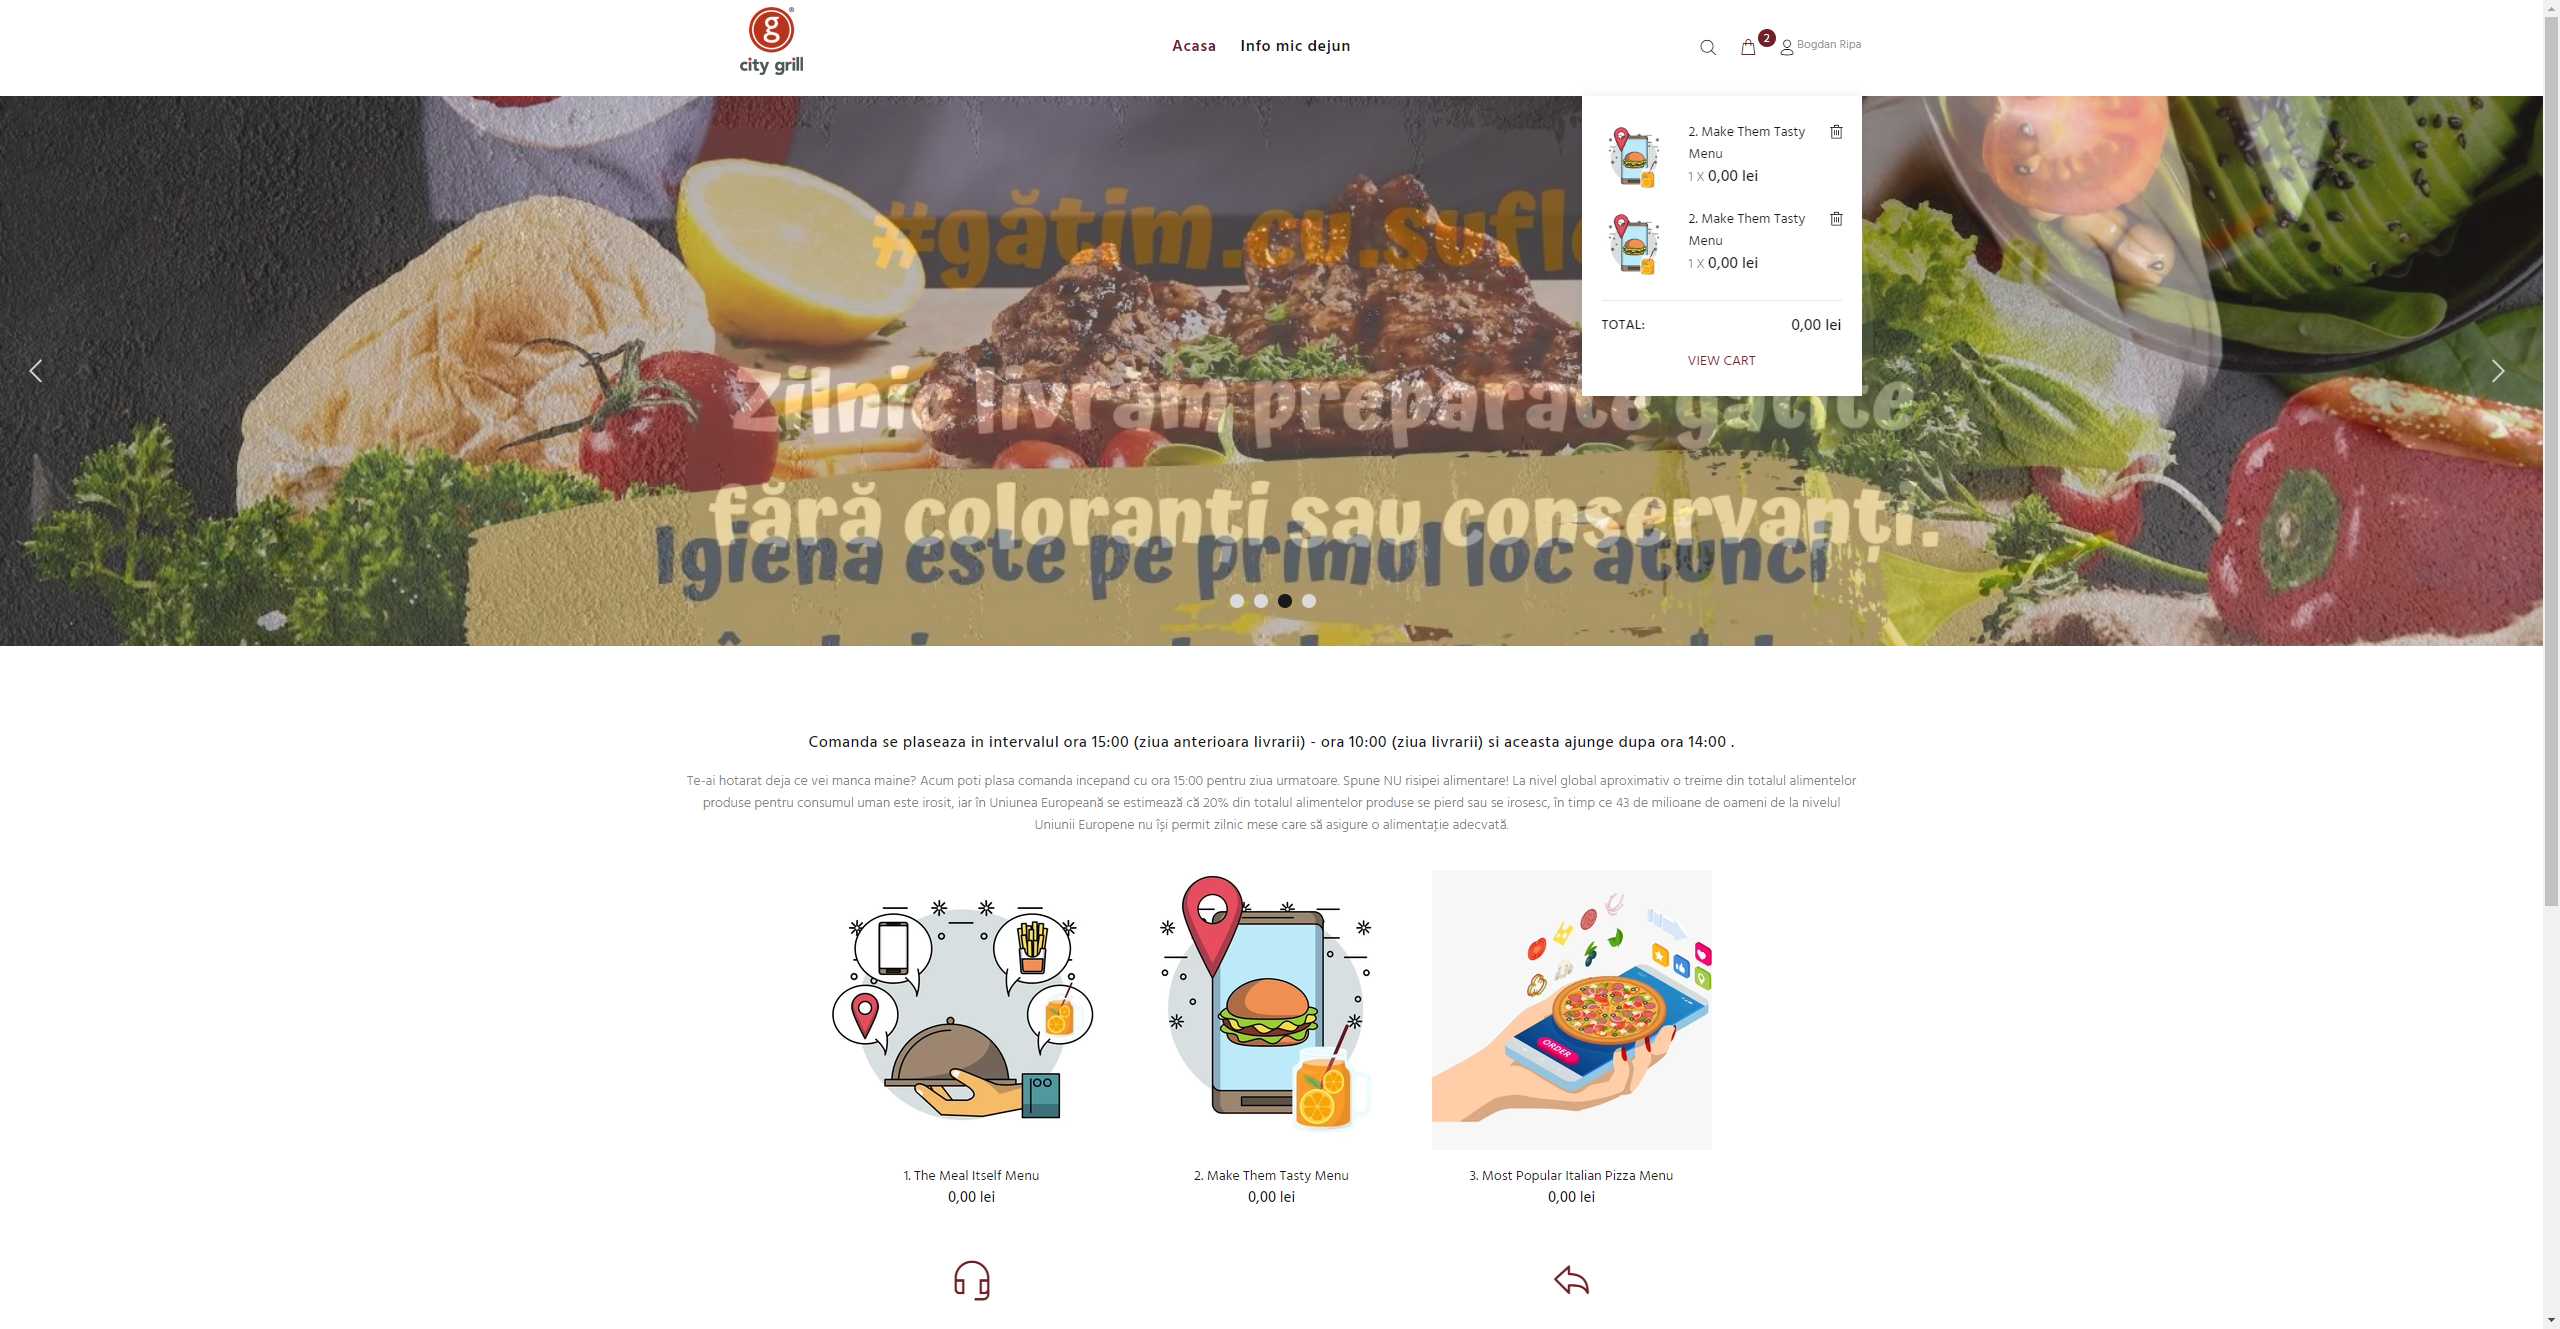 g
®
city grill
Acasa
Info mic dejun
2
Bogdan Ripa
2. Make Them Tasty
Menu
1 X 0,00 lei
2. Make Them Tasty
Menu
1 X 0,00 lei
TOTAL:
0,00 lei
VIEW CART
#gătim.cu.sufl
Zilnic livrăm preparate gătite
fără coloranți sau conservanți.
Igiena este pe primul loc atunci
Comanda se plaseaza in intervalul ora 15:00 (ziua anterioara livrarii) - ora 10:00 (ziua livrarii) si aceasta ajunge dupa ora 14:00 .
Te-ai hotarat deja ce vei manca maine? Acum poti plasa comanda incepand cu ora 15:00 pentru ziua urmatoare. Spune NU risipei alimentare! La nivel global aproximativ o treime din totalul alimentelor
produse pentru consumul uman este irosit, iar în Uniunea Europeană se estimează că 20% din totalul alimentelor produse se pierd sau se irosesc, în timp ce 43 de milioane de oameni de la nivelul
Uniunii Europene nu își permit zilnic mese care să asigure o alimentație adecvată.
ORDER
1. The Meal Itself Menu
0,00 lei
2. Make Them Tasty Menu
0,00 lei
3. Most Popular Italian Pizza Menu
0,00 lei